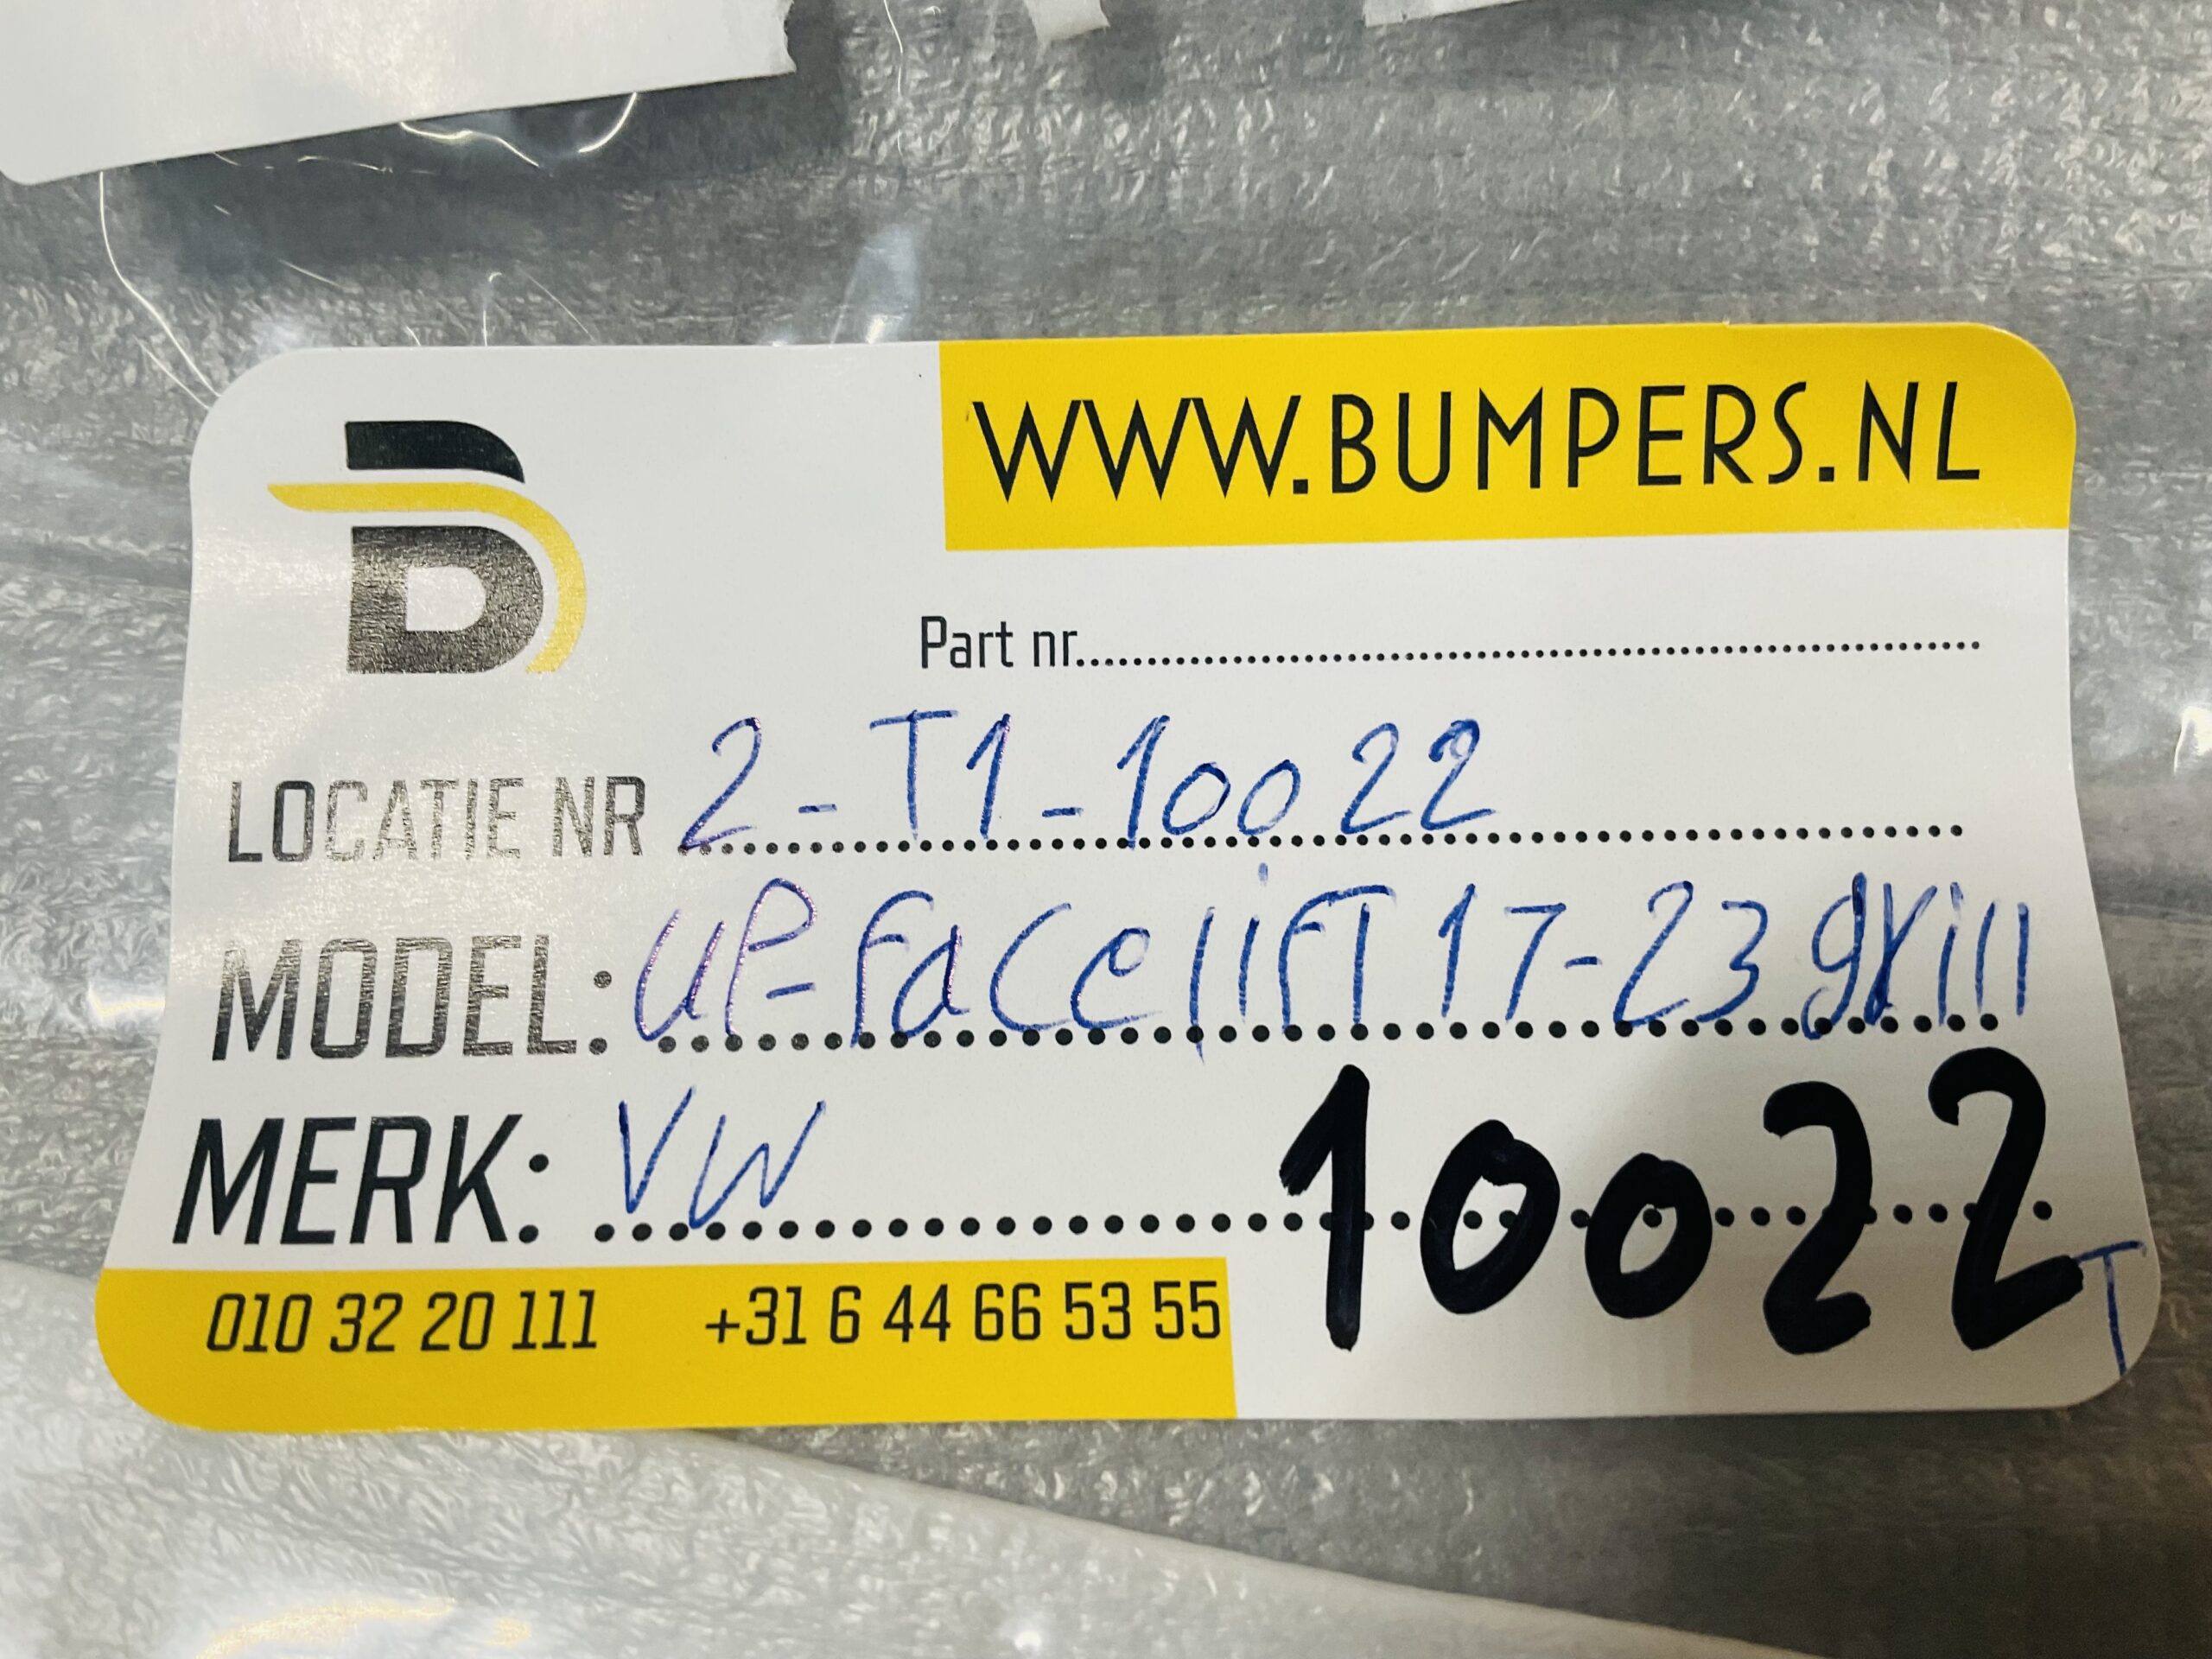 WWW.BUMPERS.NL
Part nr.............................................
LOCATIE NR 2-T1-10022
MODEL: UP-Facelift 17-23 grill
MERK: VW
10022
T
010 32 20 111 +31 6 44 66 53 55